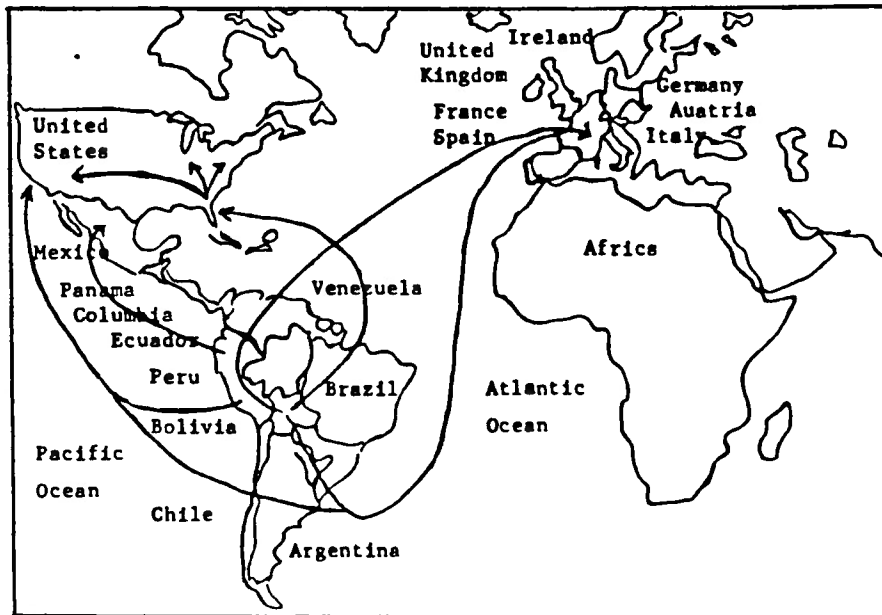 Ireland
United
Kingdom
Germany
France
Auatria
Spain
Italy
United
States
Africs
Mexico
Venezuela
Panama
Columbia
Ecuador
Peru
Brazil
Atlantic
Ocean
Bolivia
Pacific
Ocean
Chile
Argentina